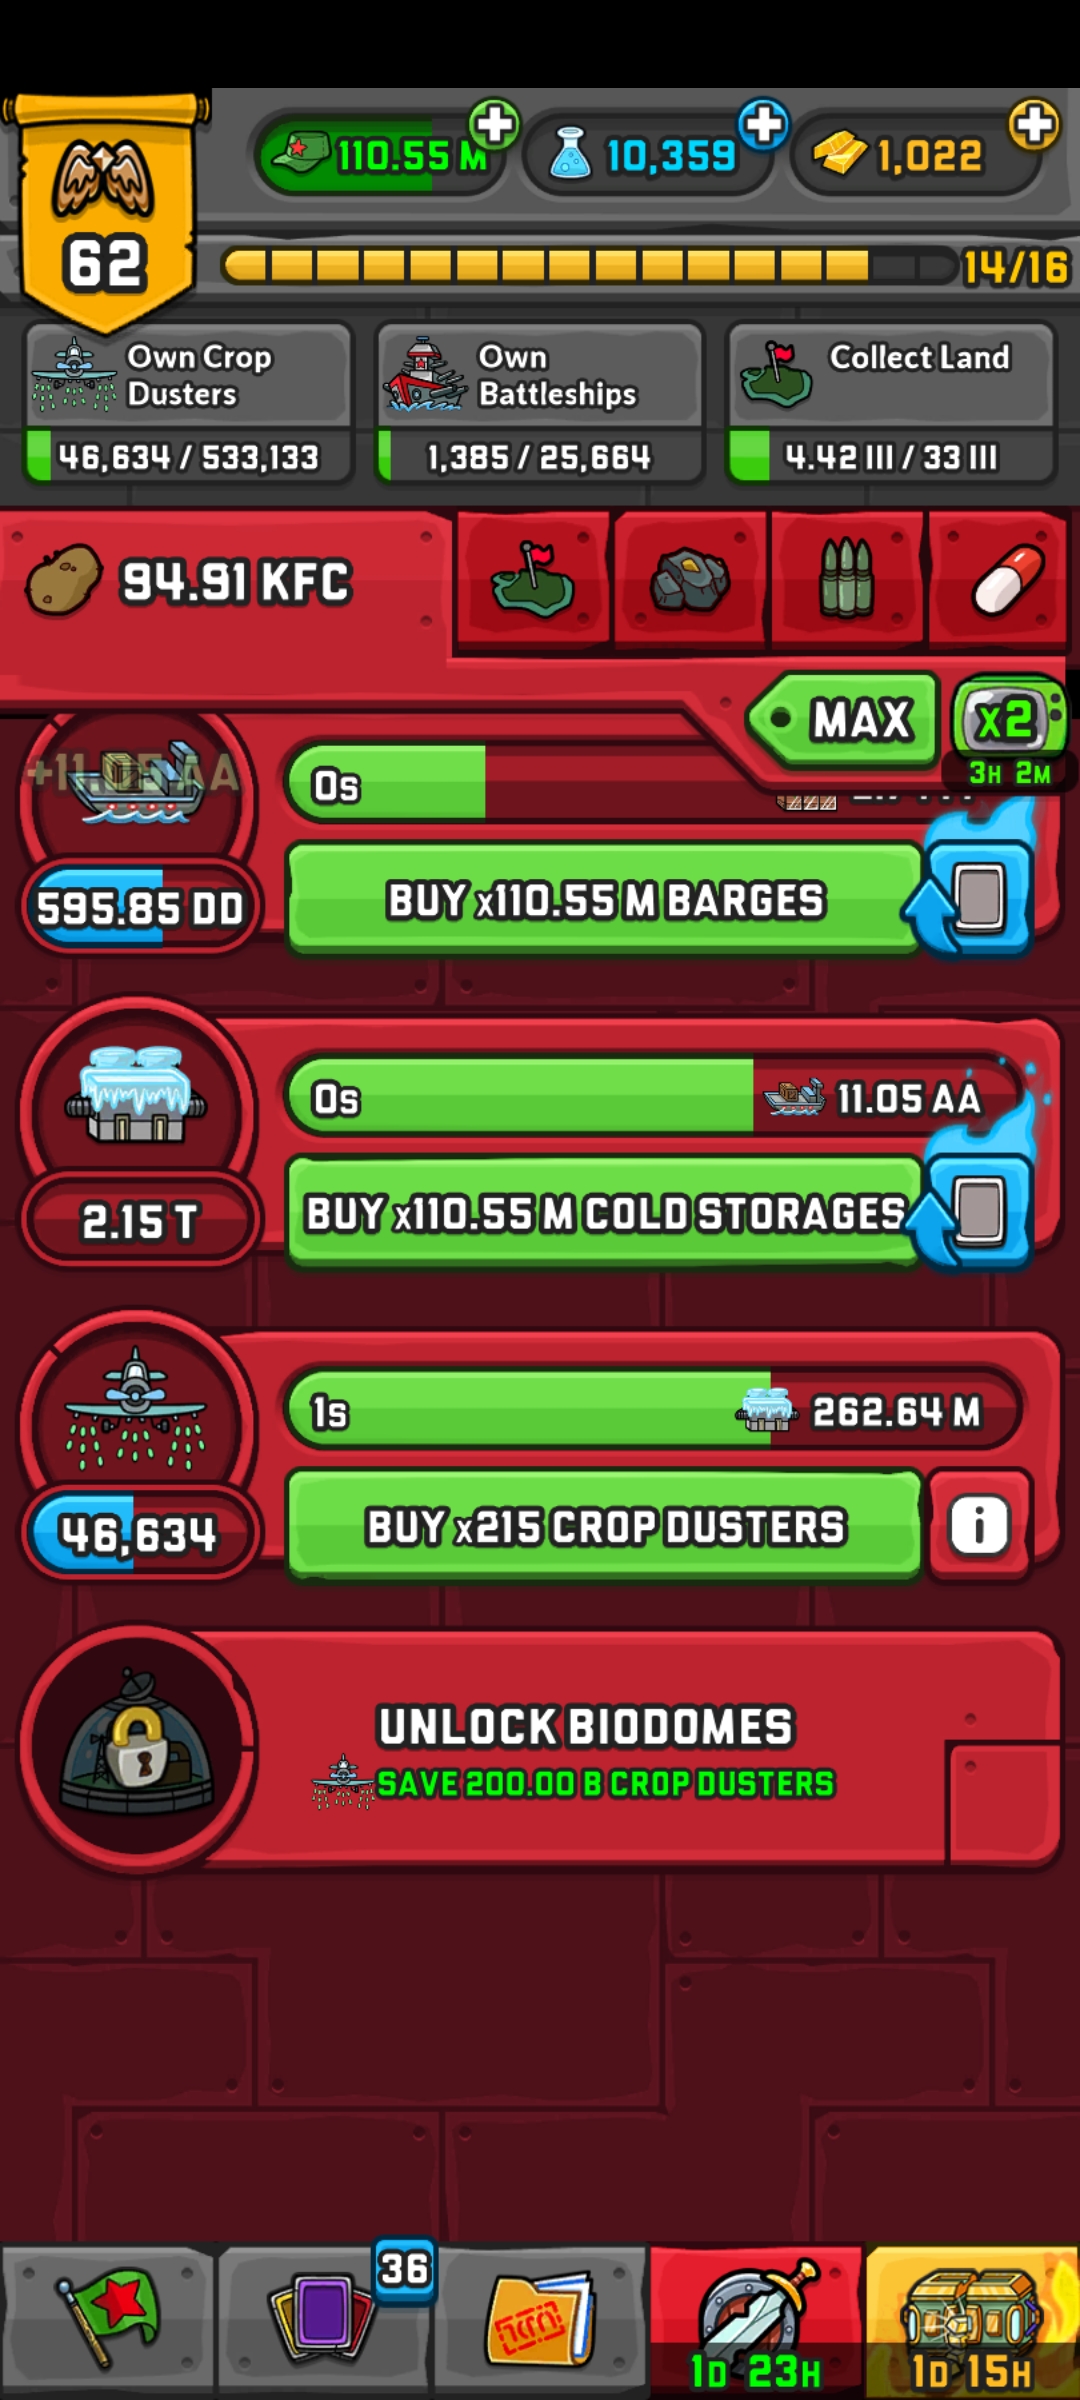 110.55 M
10,359
1,022
62
14/16
Own Crop
Dusters
46,634 / 533,133
Own
Battleships
1,385 / 25,664
Collect Land
4.42 III / 33 III
94.91 KFC
MAX
x2
3H 2M
0s
595.85 DD
BUY x110.55 M BARGES
0s
11.05 AA
2.15 T
BUY x110.55 M COLD STORAGES
1s
262.64 M
46,634
BUY x215 CROP DUSTERS
i
UNLOCK BIODOMES
SAVE 200.00 B CROP DUSTERS
36
1D 23H
1D 15H